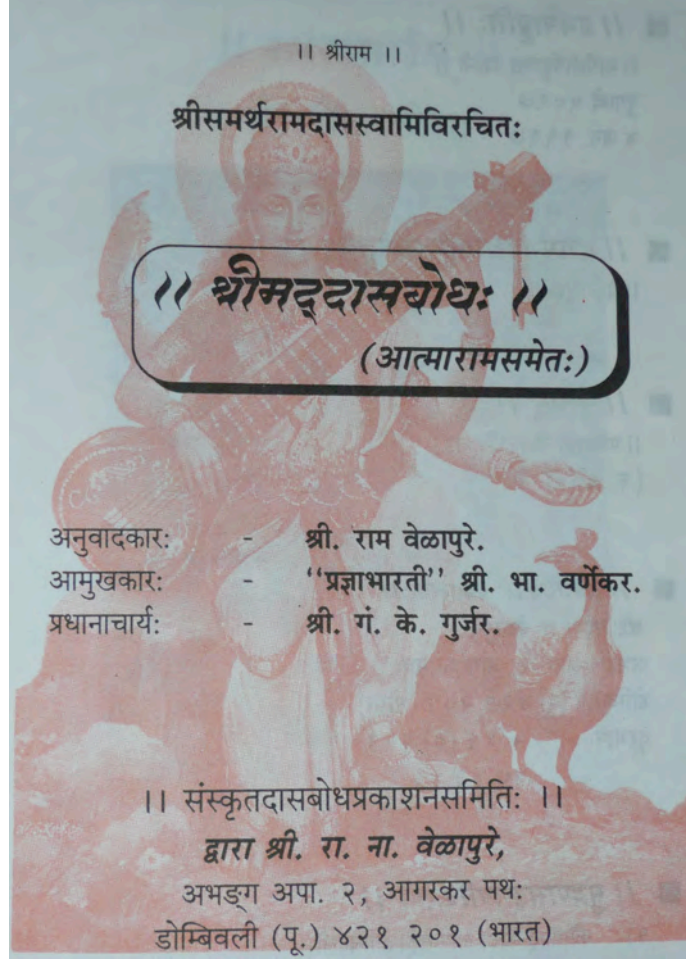 ।। श्रीराम ।।
श्रीसमर्थरामदासस्वामिविरचितः
।। श्रीमद्‌दासबोधः ।।
(आत्मारामसमेतः)
अनुवादकारः - श्री. राम वेळापुरे.
आमुखकारः - ‘‘प्रज्ञाभारती’’ श्री. भा. वर्णेकर.
प्रधानाचार्यः - श्री. गं. के. गुर्जर.
।। संस्कृतदासबोधप्रकाशनसमितिः ।।
द्वारा श्री. रा. ना. वेळापुरे,
अभङ्ग अपा. २, आगरकर पथः
डोम्बिवली (पू.) ४२१ २०१ (भारत)